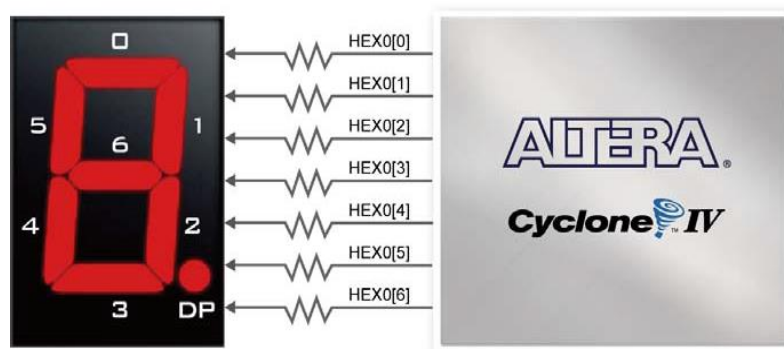 0
5
1
6
4
2
3
DP
HEX0[0]
HEX0[1]
HEX0[2]
HEX0[3]
HEX0[4]
HEX0[5]
HEX0[6]
ALTERA®
Cyclone™ IV